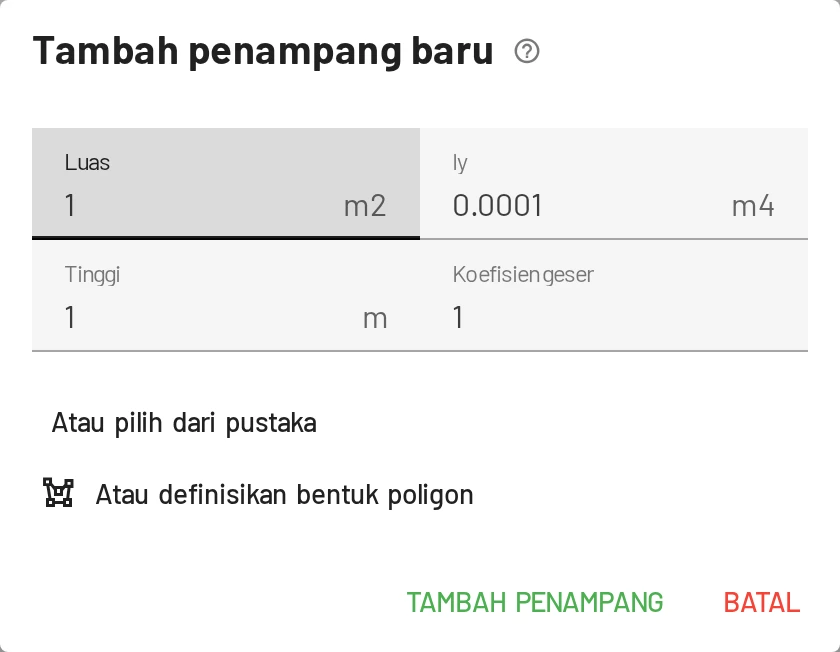 Tambah penampang baru
Luas
1 m2
Iy
0.0001 m4
Tinggi
1 m
Koefisien geser
1
Atau pilih dari pustaka
Atau definisikan bentuk poligon
TAMBAH PENAMPANG BATAL